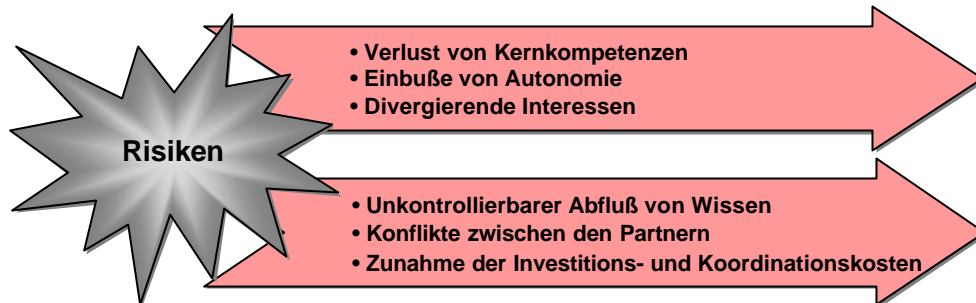 Risiken
• Verlust von Kernkompetenzen
• Einbuße von Autonomie
• Divergierende Interessen
• Unkontrollierbarer Abfluß von Wissen
• Konflikte zwischen den Partnern
• Zunahme der Investitions- und Koordinationskosten